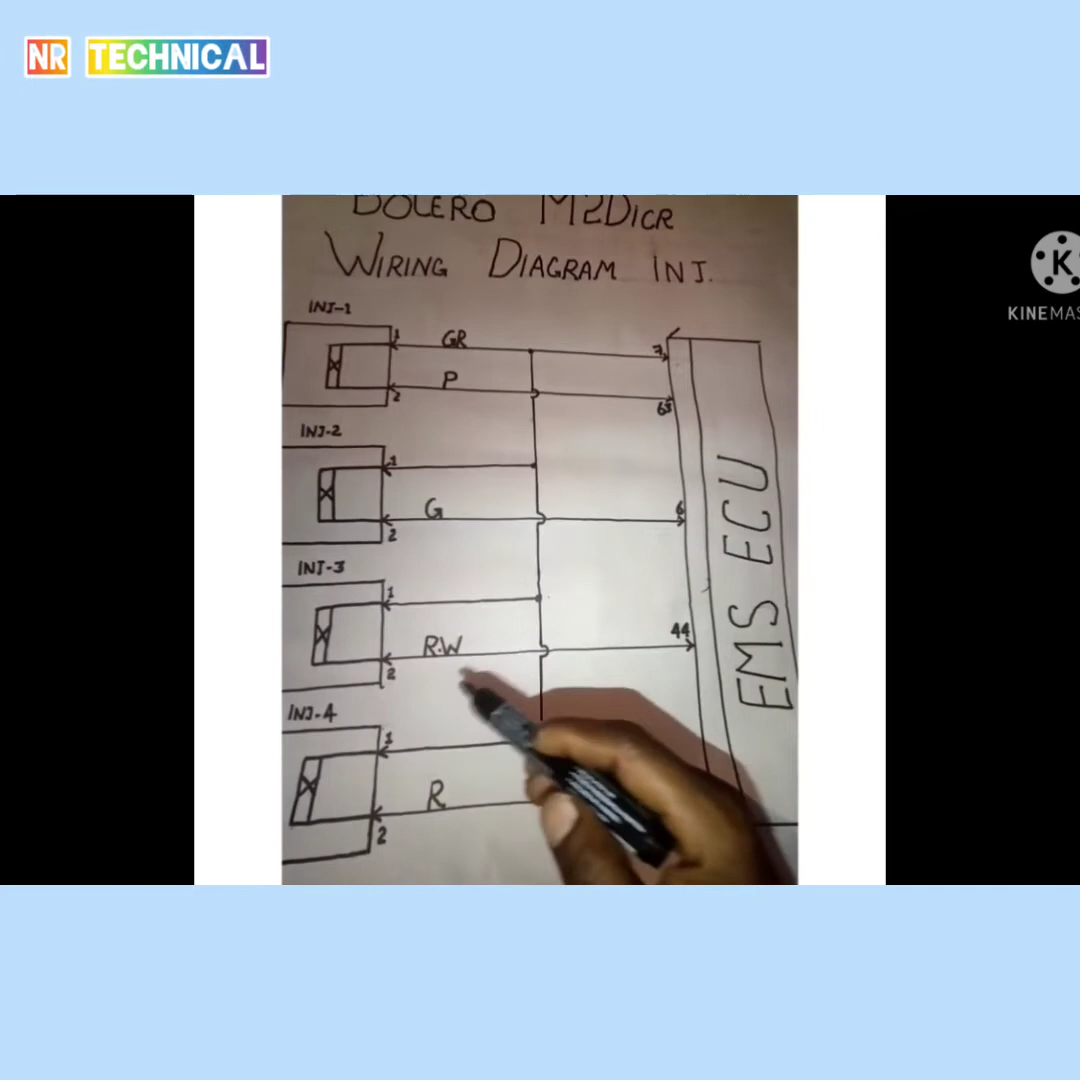 NR TECHNICAL
BOLERO M2DICR
WIRING DIAGRAM INJ.
KINEMAS
INJ-1
1 GR 7
2 P 63
INJ-2
1
2 G 6
INJ-3
1
2 R.W 44
INJ-4
1
2 R
EMS ECU